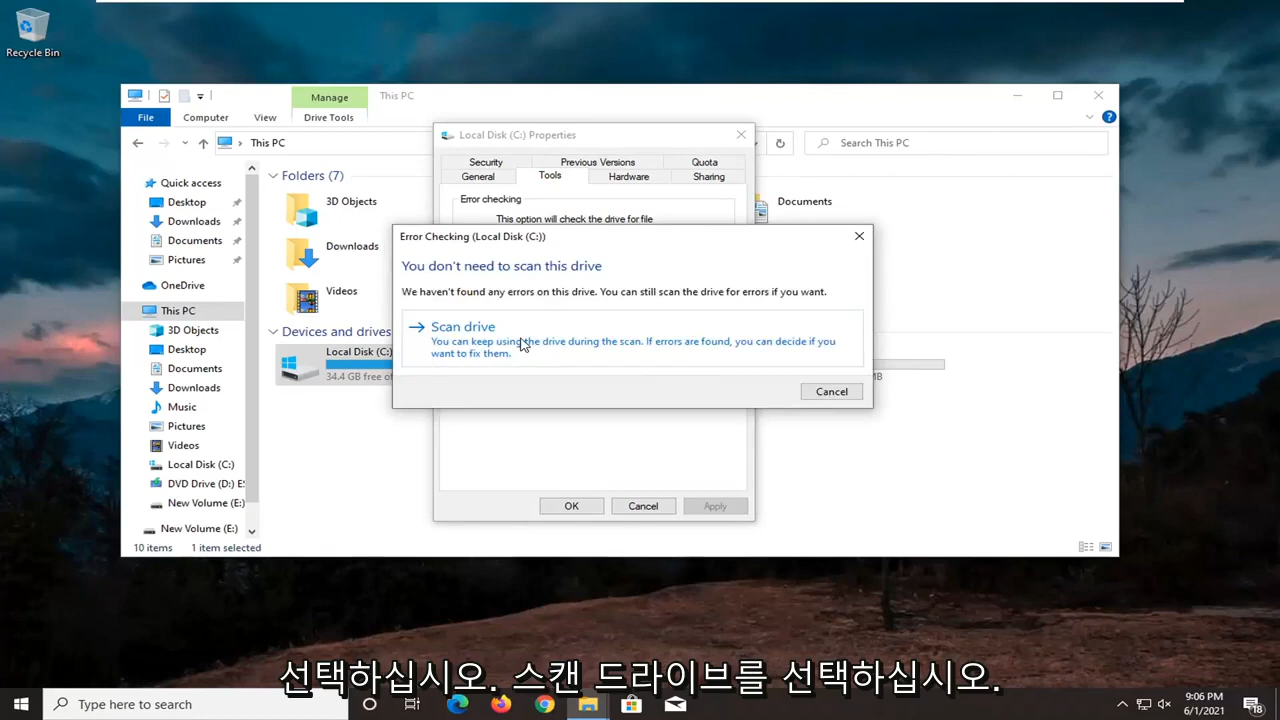 Recycle Bin
Manage
This PC
File
Computer
View
Drive Tools
This PC
Search This PC
Quick access
Desktop
Downloads
Documents
Pictures
OneDrive
This PC
3D Objects
Desktop
Documents
Downloads
Music
Pictures
Videos
Local Disk (C:)
DVD Drive (D:) E
New Volume (E:)
New Volume (E:)
Folders (7)
3D Objects
Downloads
Videos
Documents
Devices and drives
Local Disk (C:)
34.4 GB free of
MB
Local Disk (C:) Properties
Security
Previous Versions
Quota
General
Tools
Hardware
Sharing
Error checking
This option will check the drive for file
Error Checking (Local Disk (C:))
You don't need to scan this drive
We haven't found any errors on this drive. You can still scan the drive for errors if you want.
Scan drive
You can keep using the drive during the scan. If errors are found, you can decide if you
want to fix them.
Cancel
OK
Cancel
Apply
10 items
1 item selected
선택하십시오. 스캔 드라이브를 선택하십시오.
Type here to search
9:06 PM
6/1/2021
18